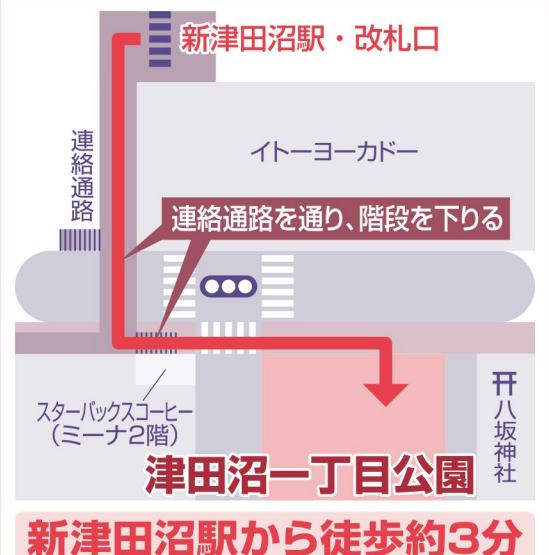 新津田沼駅・改札口
イトーヨーカドー
連絡通路
連絡通路を通り、階段を下りる
スターバックスコーヒー
（ミーナ2階）
八坂神社
津田沼一丁目公園
新津田沼駅から徒歩約3分